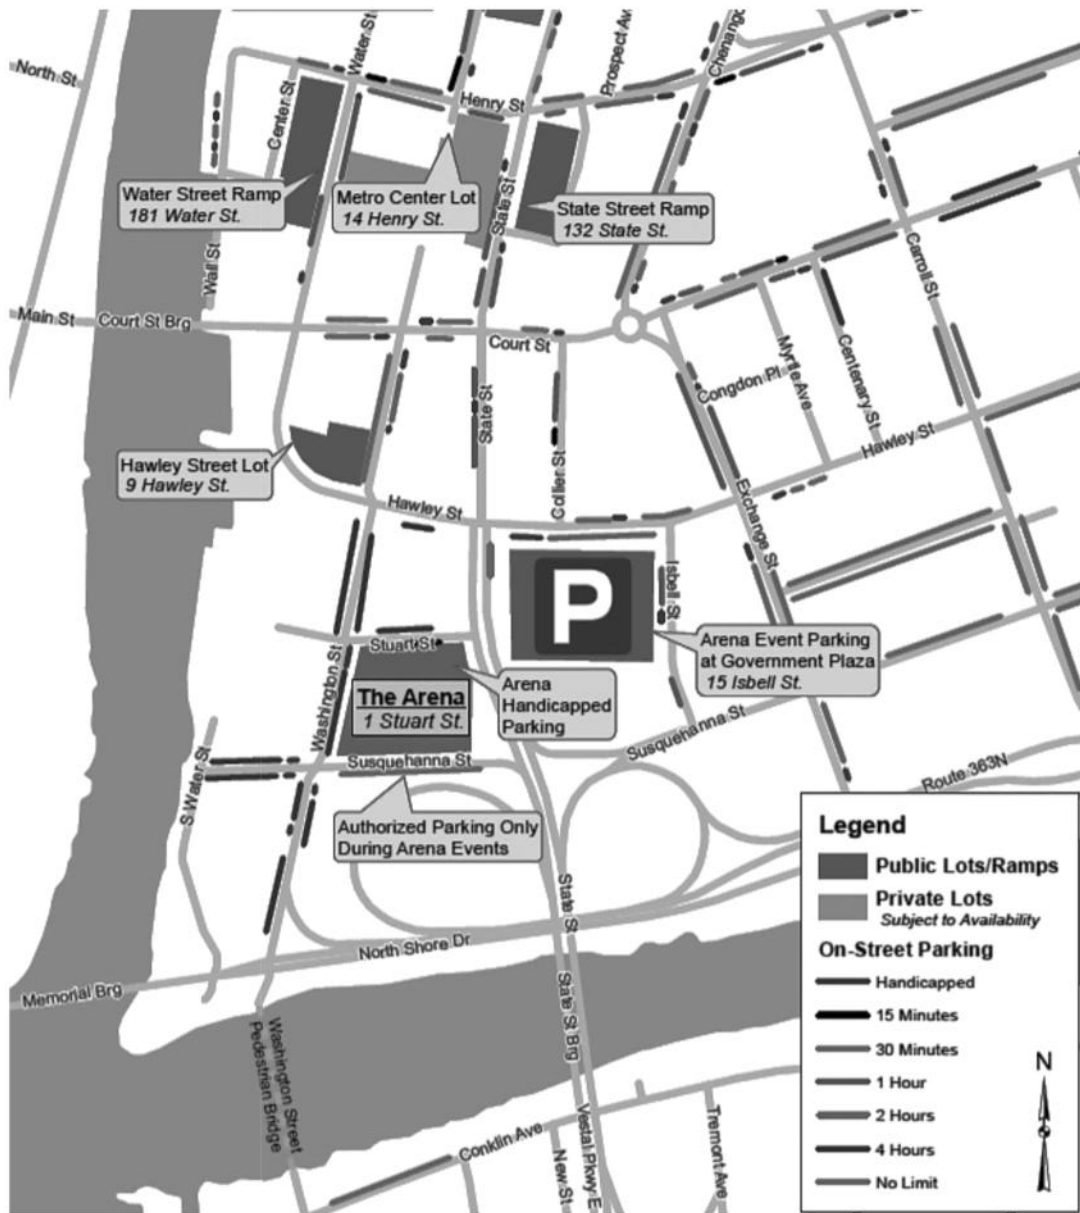 North St
Center St
Water St
Henry St
Prospect Av
Chenango
Water Street Ramp
181 Water St.
Metro Center Lot
14 Henry St.
State St
State Street Ramp
132 State St.
Wall St
Carroll St
Main St
Court St Brg
Court St
State St
Congdon Pl
Myrtle Ave
Centenary St
Hawley St
Hawley Street Lot
9 Hawley St.
Collier St
Hawley St
Exchange St
P
Isbell St
Arena Event Parking
at Government Plaza
15 Isbell St.
Stuart St
Washington St
The Arena
1 Stuart St.
Arena
Handicapped
Parking
Susquehanna St
Susquehanna St
S Water St
Route 363N
Authorized Parking Only
During Arena Events
State St
North Shore Dr
Memorial Brg
State St Brg
Washington Street
Pedestrian Bridge
Vestal Pkwy E
Tremont Ave
Conklin Ave
New St
Legend
Public Lots/Ramps
Private Lots
Subject to Availability
On-Street Parking
Handicapped
15 Minutes
30 Minutes
1 Hour
2 Hours
4 Hours
No Limit
N